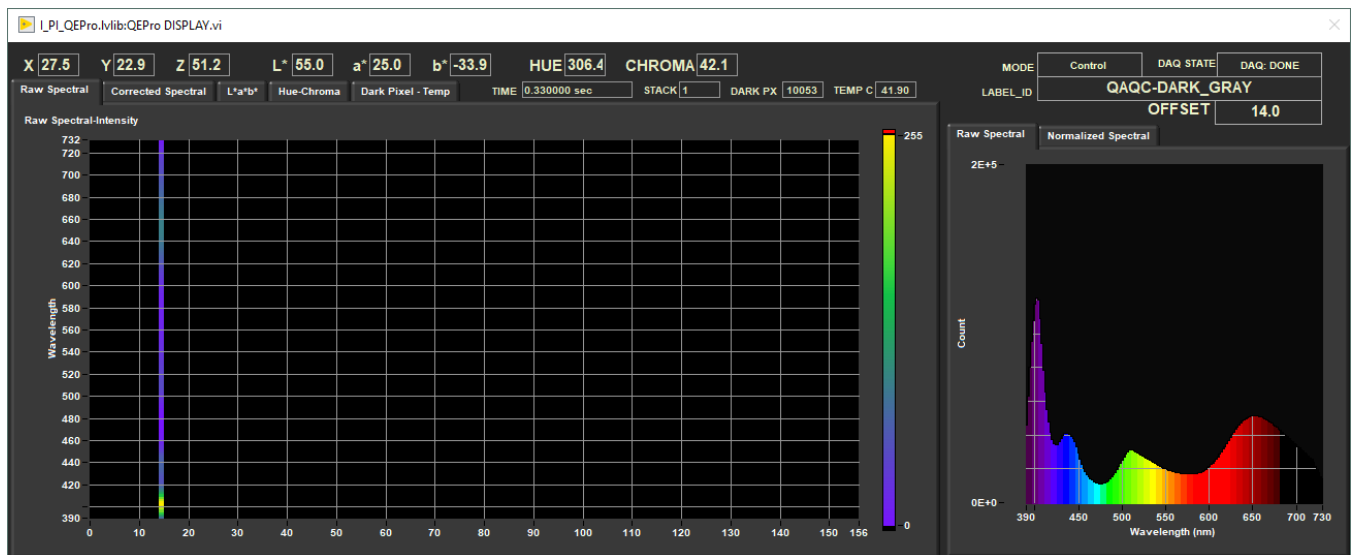 I_PI_QEPro.lvlib:QEPro DISPLAY.vi
X 27.5 Y 22.9 Z 51.2 L* 55.0 a* 25.0 b* -33.9 HUE 306.4 CHROMA 42.1
MODE Control DAQ STATE DAQ: DONE
Raw Spectral Corrected Spectral L*a*b* Hue-Chroma Dark Pixel - Temp TIME 0.330000 sec STACK 1 DARK PX 10053 TEMP C 41.90
LABEL_ID QAQC-DARK_GRAY
OFFSET 14.0
Raw Spectral-Intensity
732
720
700
680
660
640
620
600
580
560
540
520
500
480
460
440
420
390
Wavelength
0 10 20 30 40 50 60 70 80 90 100 110 120 130 140 150 156
255
0
Raw Spectral Normalized Spectral
2E+5
Count
0E+0
390 450 500 550 600 650 700 730
Wavelength (nm)